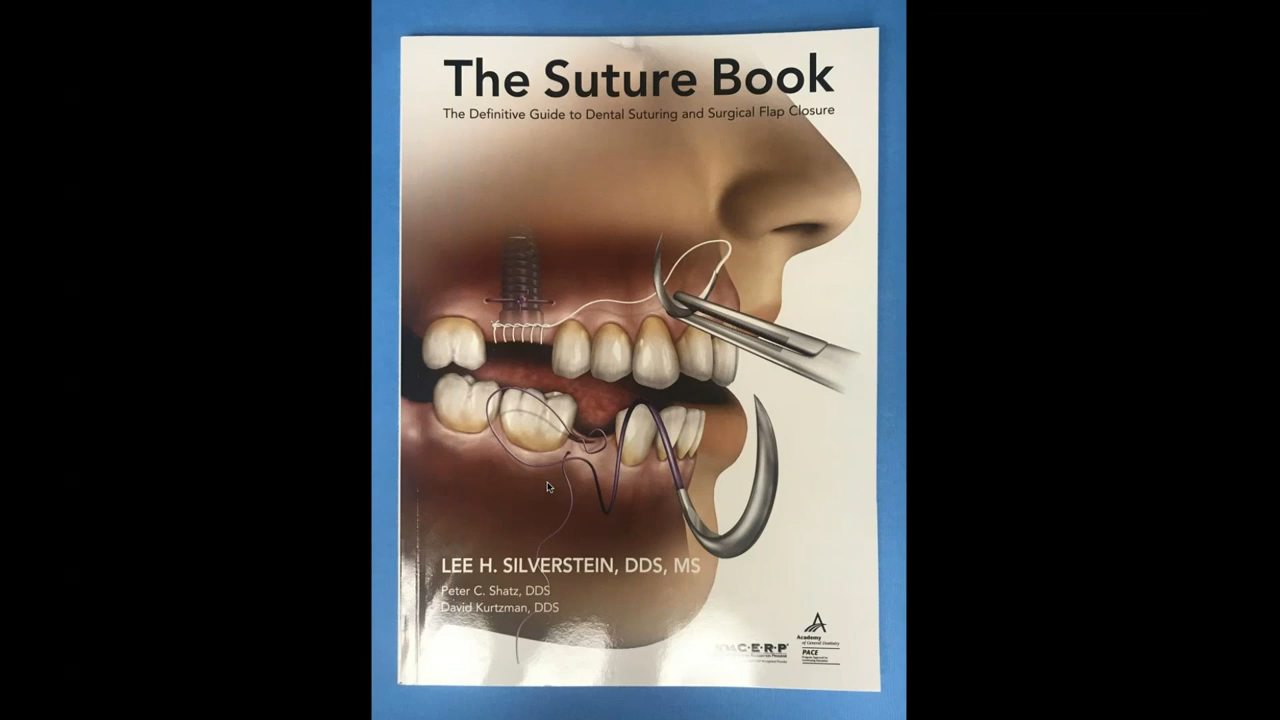 The Suture Book
The Definitive Guide to Dental Suturing and Surgical Flap Closure
LEE H. SILVERSTEIN, DDS, MS
Peter C. Shatz, DDS
David Kurtzman, DDS
C·E·R·P®
Academy
of General Dentistry
PACE